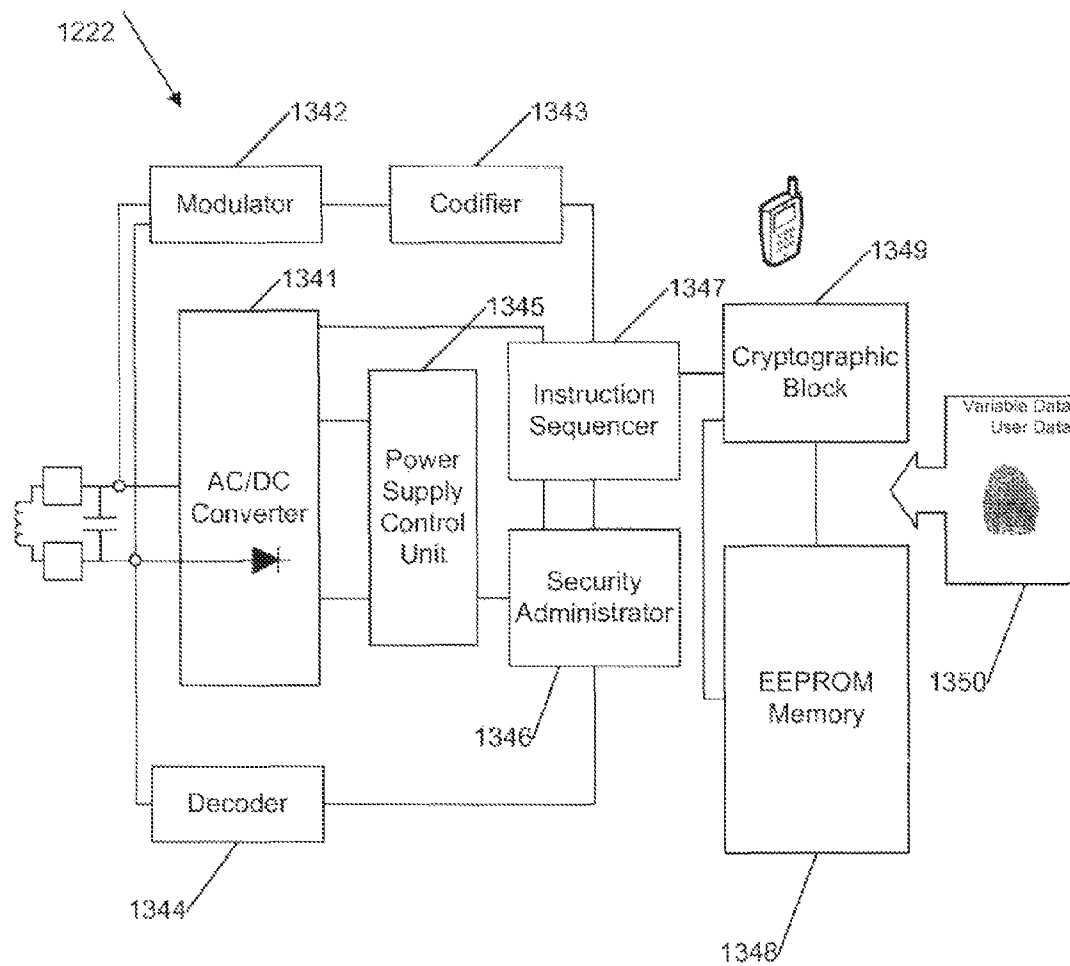 1222
1342
1343
Modulator
Codifier
1341
1345
1347
1349
AC/DC
Converter
Power
Supply
Control
Unit
Instruction
Sequencer
Cryptographic
Block
Variable Data
User Data
Security
Administrator
EEPROM
Memory
1350
1346
Decoder
1344
1348